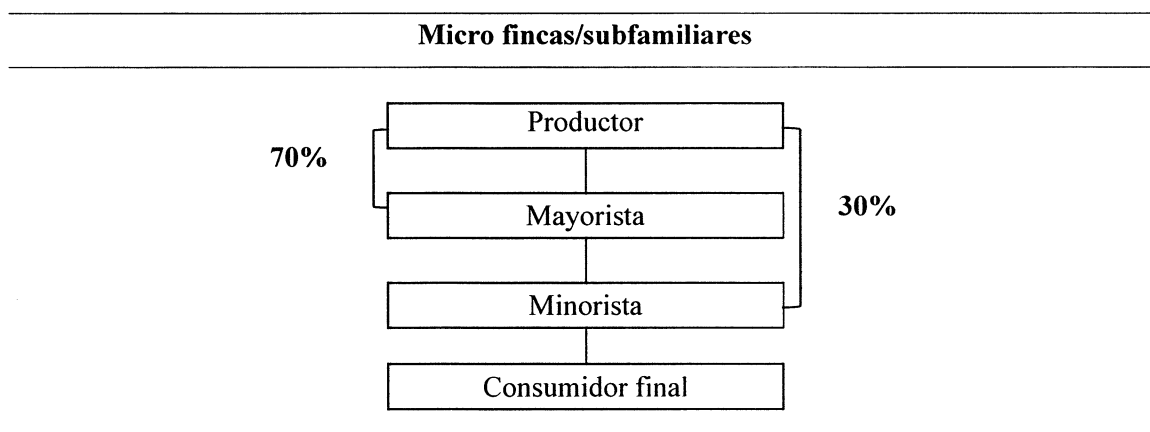 Micro fincas/subfamiliares
Productor
70%
Mayorista
30%
Minorista
Consumidor final